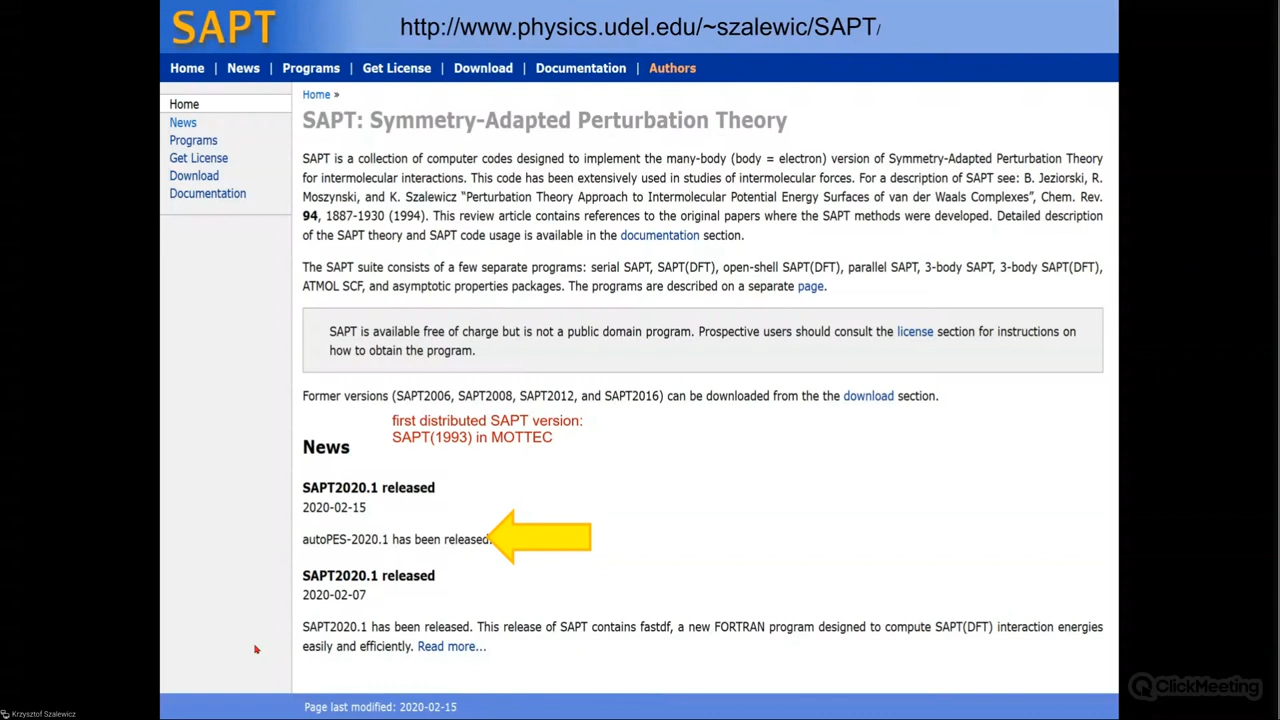 SAPT
http://www.physics.udel.edu/~szalewic/SAPT/
Home | News | Programs | Get License | Download | Documentation | Authors
Home
News
Programs
Get License
Download
Documentation
Home »
SAPT: Symmetry-Adapted Perturbation Theory
SAPT is a collection of computer codes designed to implement the many-body (body = electron) version of Symmetry-Adapted Perturbation Theory
for intermolecular interactions. This code has been extensively used in studies of intermolecular forces. For a description of SAPT see: B. Jeziorski, R.
Moszynski, and K. Szalewicz “Perturbation Theory Approach to Intermolecular Potential Energy Surfaces of van der Waals Complexes”, Chem. Rev.
94, 1887-1930 (1994). This review article contains references to the original papers where the SAPT methods were developed. Detailed description
of the SAPT theory and SAPT code usage is available in the documentation section.
The SAPT suite consists of a few separate programs: serial SAPT, SAPT(DFT), open-shell SAPT(DFT), parallel SAPT, 3-body SAPT, 3-body SAPT(DFT),
ATMOL SCF, and asymptotic properties packages. The programs are described on a separate page.
SAPT is available free of charge but is not a public domain program. Prospective users should consult the license section for instructions on
how to obtain the program.
Former versions (SAPT2006, SAPT2008, SAPT2012, and SAPT2016) can be downloaded from the the download section.
first distributed SAPT version:
SAPT(1993) in MOTTEC
News
SAPT2020.1 released
2020-02-15
autoPES-2020.1 has been released.
SAPT2020.1 released
2020-02-07
SAPT2020.1 has been released. This release of SAPT contains fastdf, a new FORTRAN program designed to compute SAPT(DFT) interaction energies
easily and efficiently. Read more...
Page last modified: 2020-02-15
Krzysztof Szalewicz
ClickMeeting